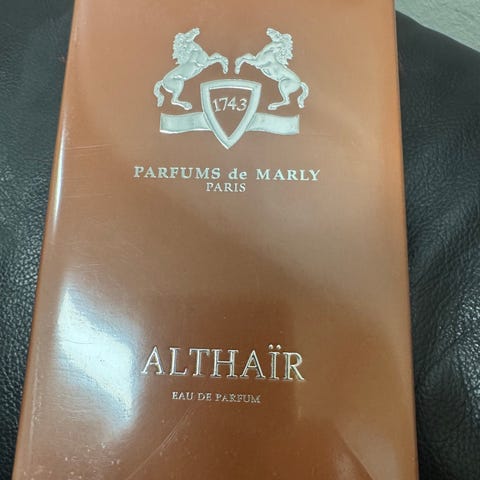 1743
PARFUMS de MARLY
PARIS
ALTHAÏR
EAU DE PARFUM